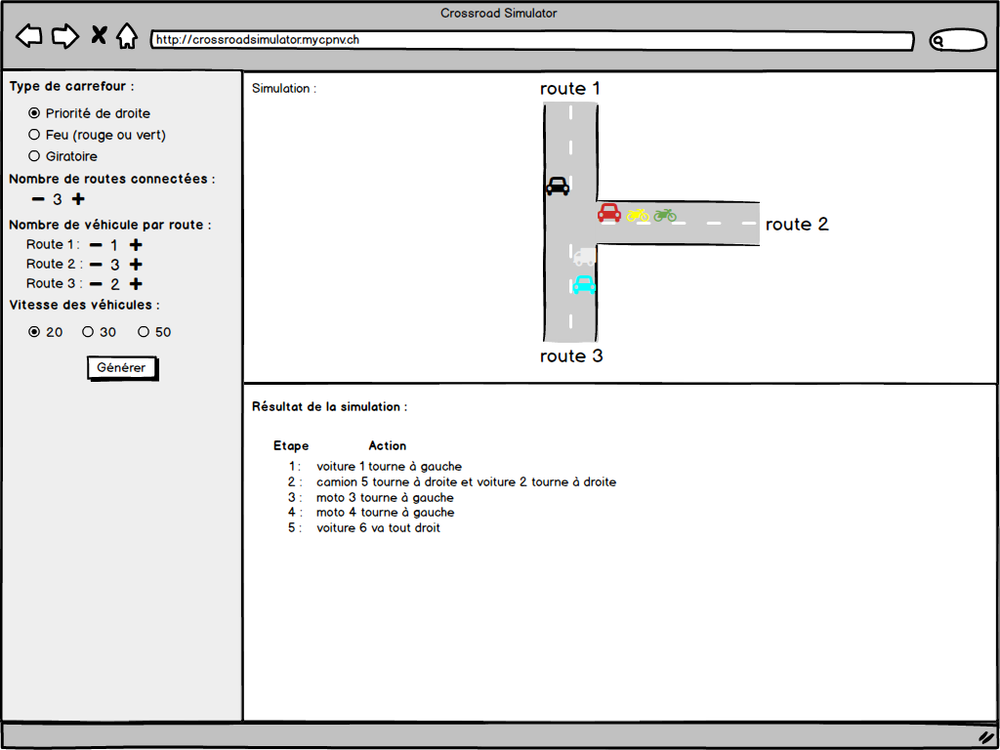 Crossroad Simulator
http://crossroadsimulator.mycpnv.ch
Type de carrefour :
Priorité de droite
Feu (rouge ou vert)
Giratoire
Nombre de routes connectées :
3
Nombre de véhicule par route :
Route 1 : 1
Route 2 : 3
Route 3 : 2
Vitesse des véhicules :
20 30 50
Générer
Simulation :
route 1
route 2
route 3
Résultat de la simulation :
Etape Action
1 : voiture 1 tourne à gauche
2 : camion 5 tourne à droite et voiture 2 tourne à droite
3 : moto 3 tourne à gauche
4 : moto 4 tourne à gauche
5 : voiture 6 va tout droit